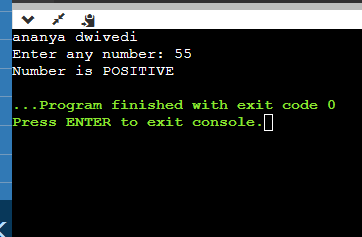 ananya dwivedi
Enter any number: 55
Number is POSITIVE
...Program finished with exit code 0
Press ENTER to exit console.